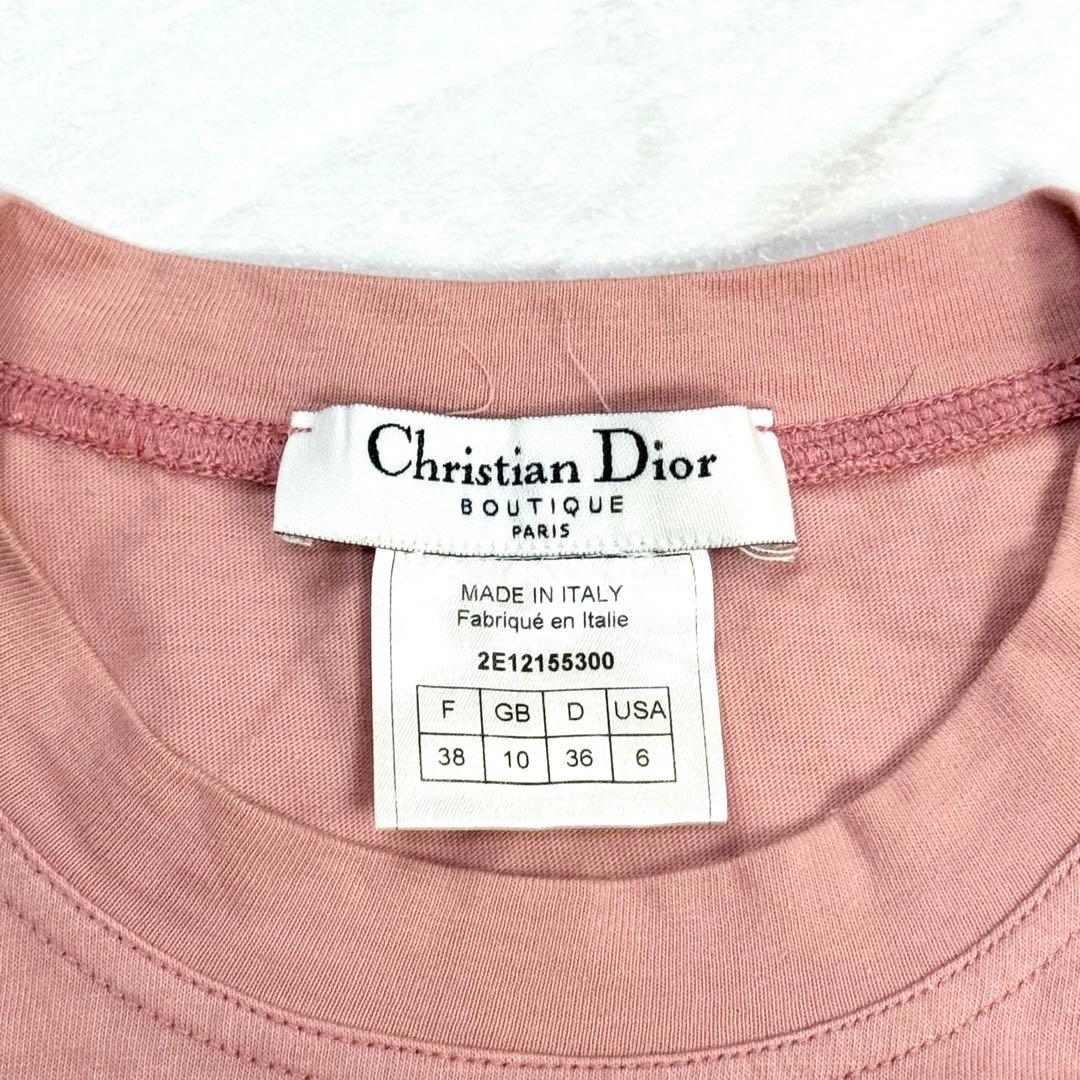 Christian Dior
BOUTIQUE
PARIS
MADE IN ITALY
Fabriqué en Italie
2E12155300
F GB D USA
38 10 36 6